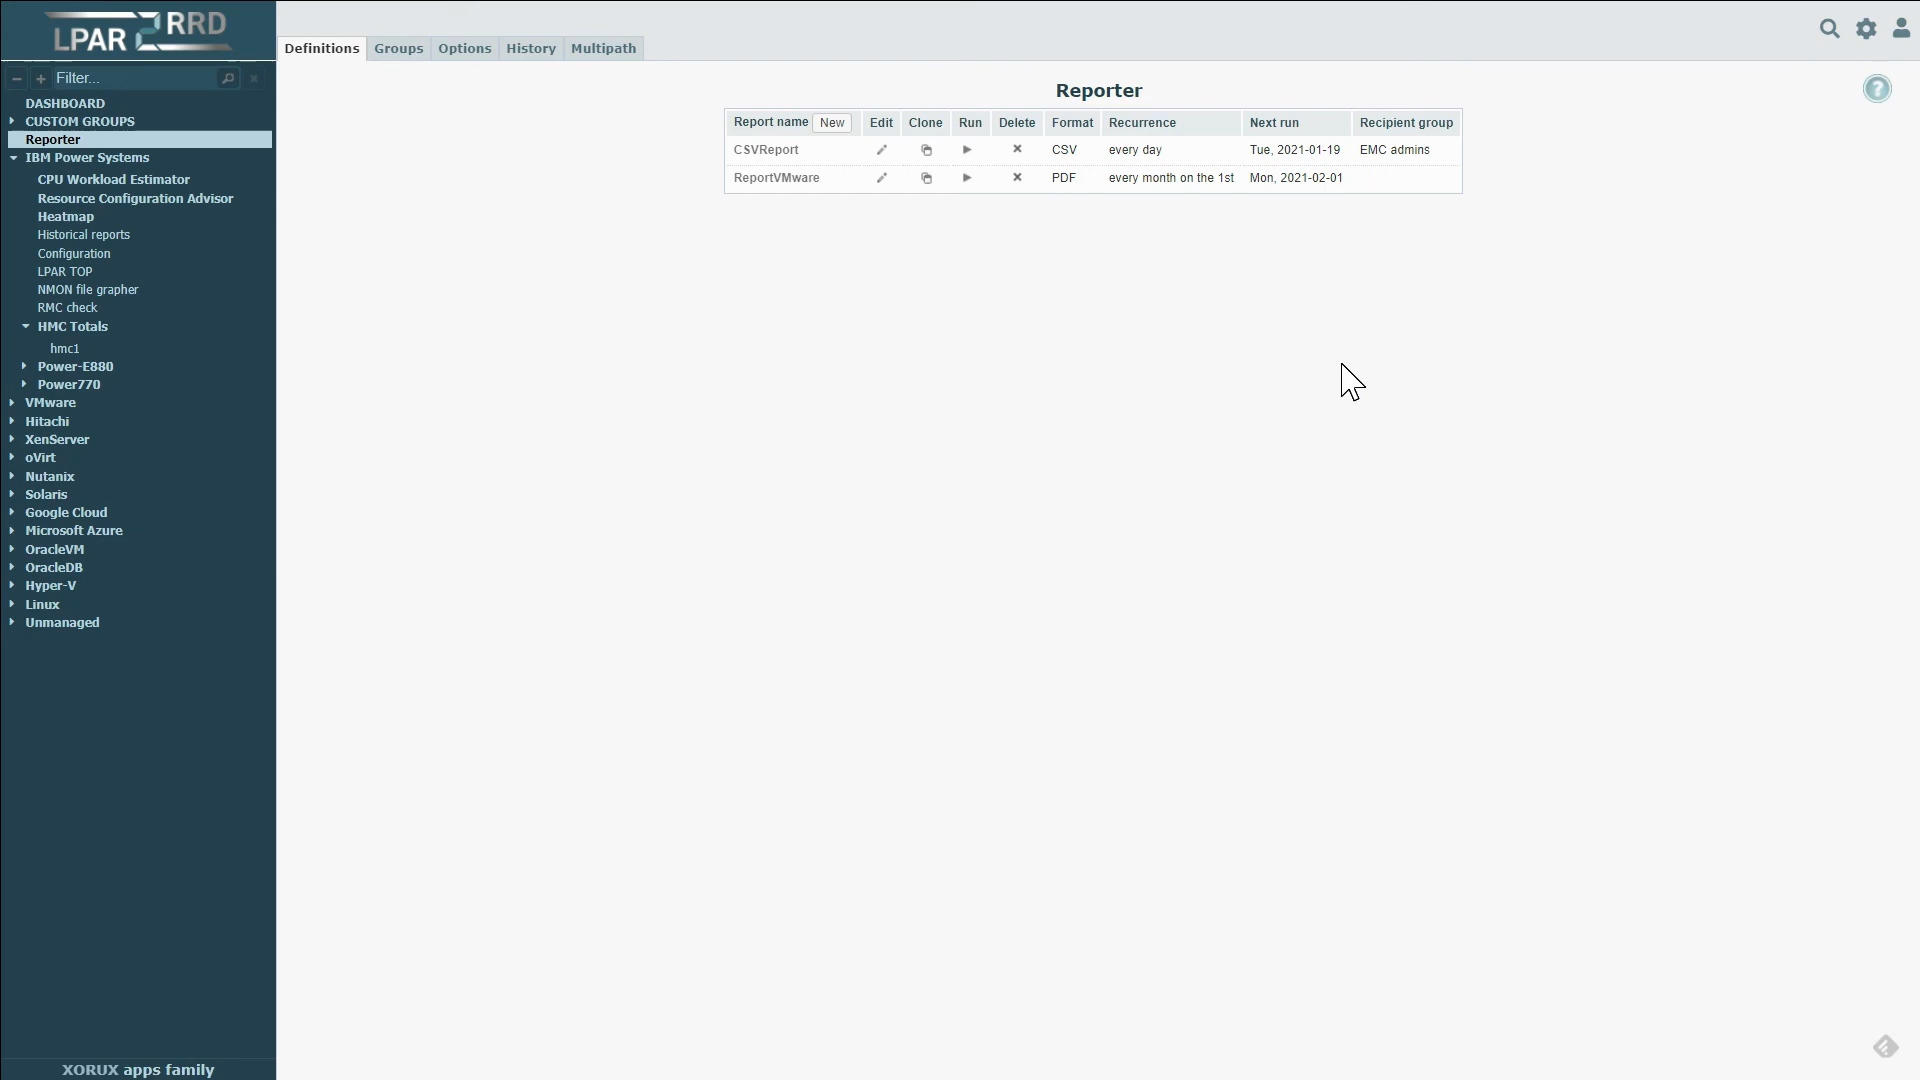 LPAR2RRD
Definitions Groups Options History Multipath
Filter...
DASHBOARD
CUSTOM GROUPS
Reporter
IBM Power Systems
CPU Workload Estimator
Resource Configuration Advisor
Heatmap
Historical reports
Configuration
LPAR TOP
NMON file grapher
RMC check
HMC Totals
hmc1
Power-E880
Power770
VMware
Hitachi
XenServer
oVirt
Nutanix
Solaris
Google Cloud
Microsoft Azure
OracleVM
OracleDB
Hyper-V
Linux
Unmanaged
XORUX apps family
Reporter
?
Report name New Edit Clone Run Delete Format Recurrence Next run Recipient group
CSVReport CSV every day Tue, 2021-01-19 EMC admins
ReportVMware PDF every month on the 1st Mon, 2021-02-01